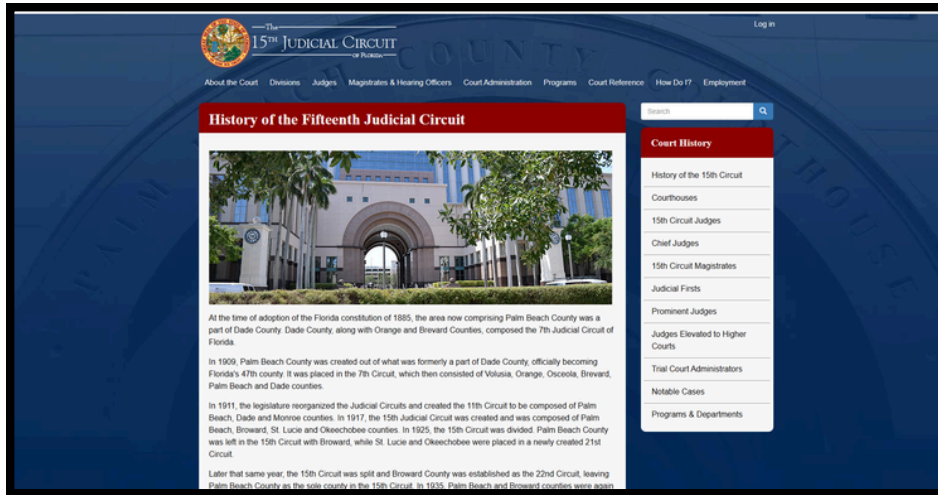 The
15TH JUDICIAL CIRCUIT
OF FLORIDA
Log in
About the Court Divisions Judges Magistrates & Hearing Officers Court Administration Programs Court Reference How Do I? Employment
History of the Fifteenth Judicial Circuit
At the time of adoption of the Florida constitution of 1885, the area now comprising Palm Beach County was a
part of Dade County. Dade County, along with Orange and Brevard Counties, composed the 7th Judicial Circuit of
Florida.
In 1909, Palm Beach County was created out of what was formerly a part of Dade County, officially becoming
Florida's 47th county. It was placed in the 7th Circuit, which then consisted of Volusia, Orange, Osceola, Brevard,
Palm Beach and Dade counties.
In 1911, the legislature reorganized the Judicial Circuits and created the 11th Circuit to be composed of Palm
Beach, Dade and Monroe counties. In 1917, the 15th Judicial Circuit was created and was composed of Palm
Beach, Broward, St. Lucie and Okeechobee counties. In 1925, the 15th Circuit was divided. Palm Beach County
was left in the 15th Circuit with Broward, while St. Lucie and Okeechobee were placed in a newly created 21st
Circuit.
Later that same year, the 15th Circuit was split and Broward County was established as the 22nd Circuit, leaving
Palm Beach County as the sole county in the 15th Circuit. In 1935, Palm Beach and Broward counties were again
Search
Court History
History of the 15th Circuit
Courthouses
15th Circuit Judges
Chief Judges
15th Circuit Magistrates
Judicial Firsts
Prominent Judges
Judges Elevated to Higher
Courts
Trial Court Administrators
Notable Cases
Programs & Departments